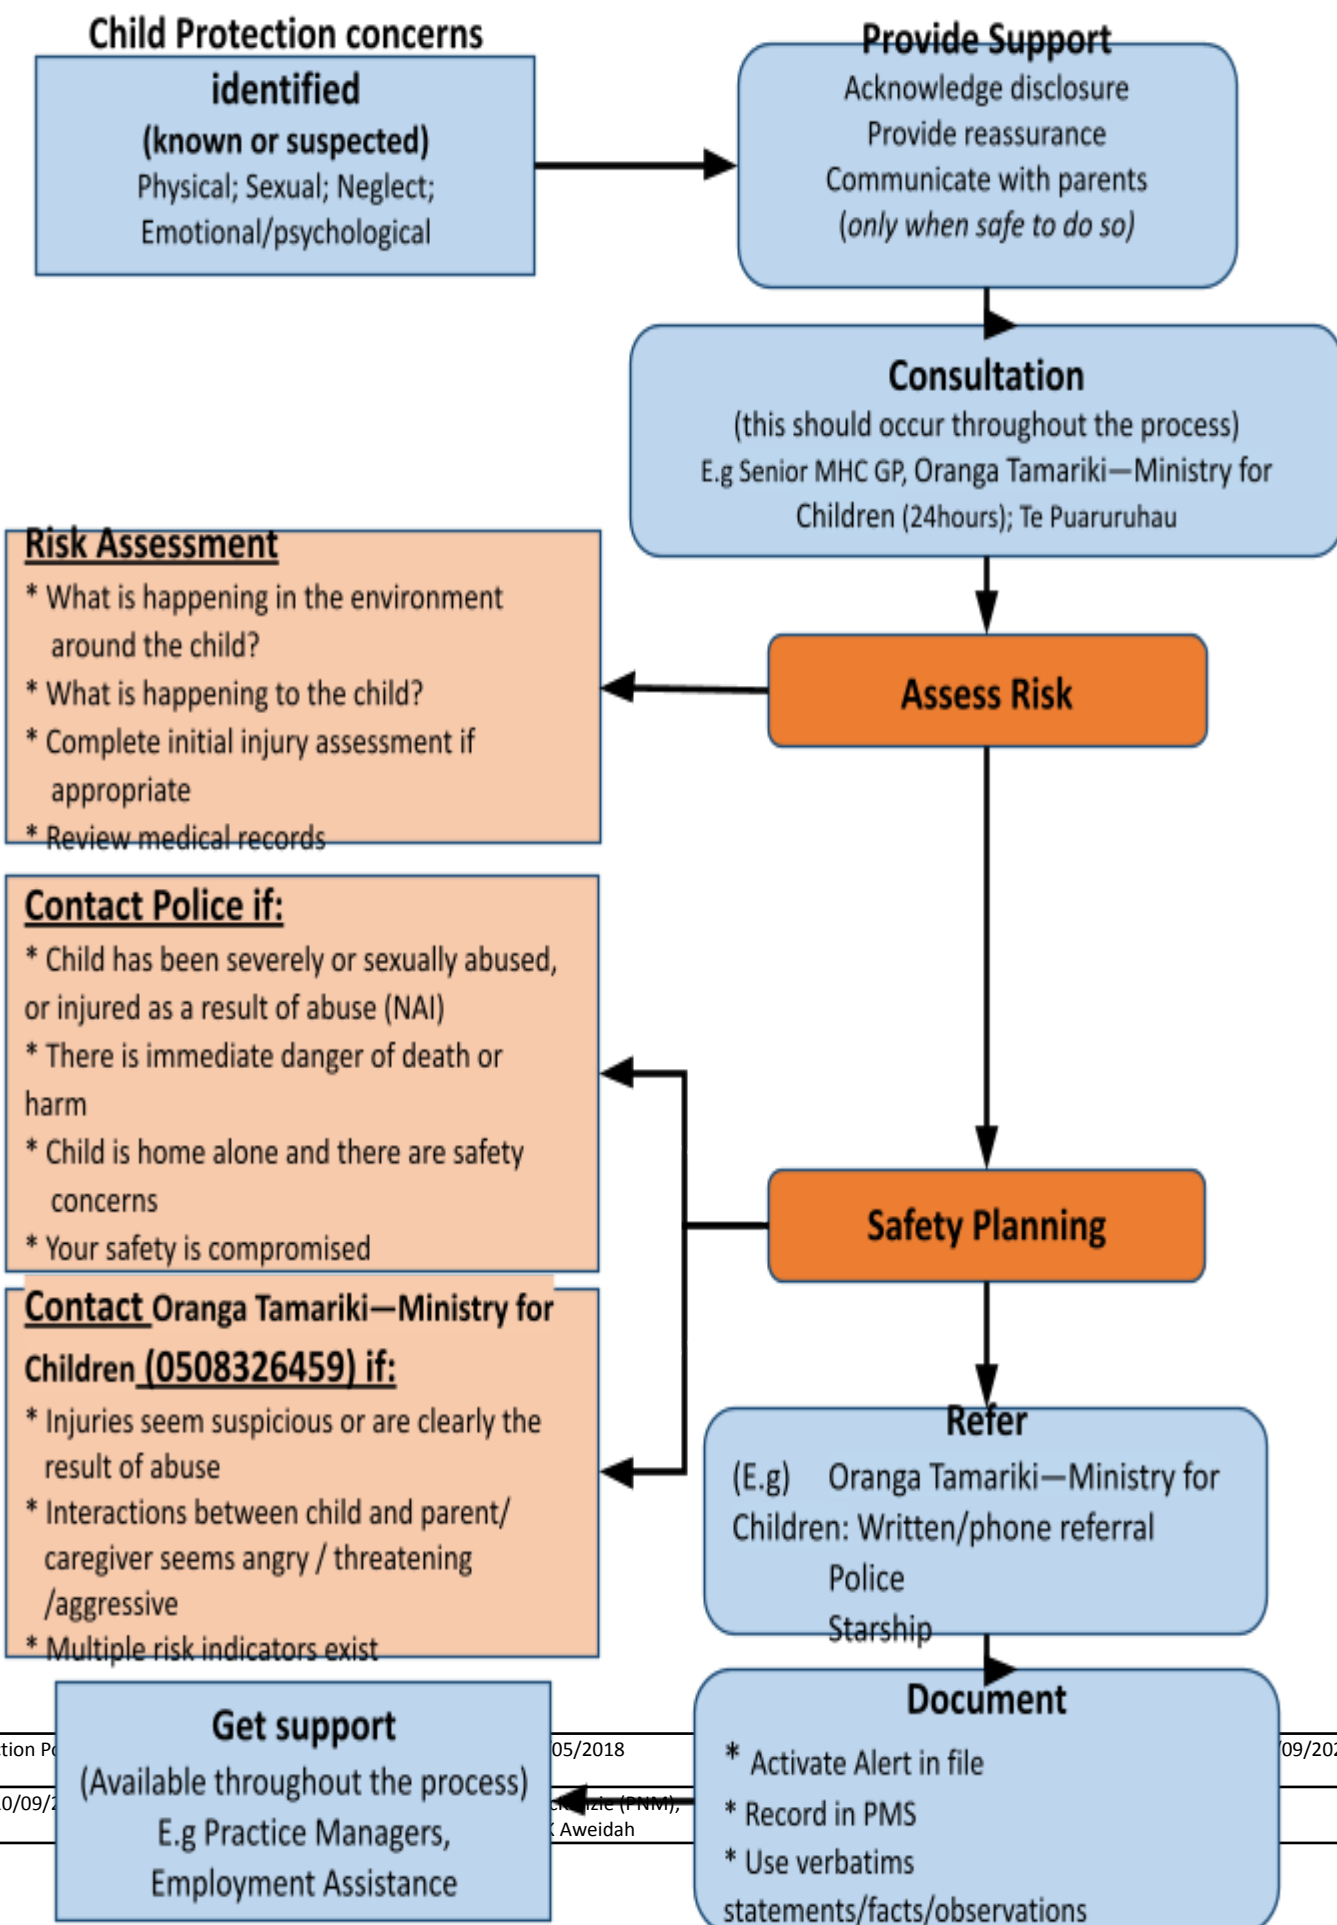 Child Protection concerns
identified
(known or suspected)
Physical; Sexual; Neglect;
Emotional/psychological
Provide Support
Acknowledge disclosure
Provide reassurance
Communicate with parents
(only when safe to do so)
Consultation
(this should occur throughout the process)
E.g Senior MHC GP, Oranga Tamariki—Ministry for
Children (24hours); Te Puaruruhau
Assess Risk
Risk Assessment
* What is happening in the environment
around the child?
* What is happening to the child?
* Complete initial injury assessment if
appropriate
* Review medical records
Safety Planning
Contact Police if:
* Child has been severely or sexually abused,
or injured as a result of abuse (NAI)
* There is immediate danger of death or
harm
* Child is home alone and there are safety
concerns
* Your safety is compromised
Contact Oranga Tamariki—Ministry for
Children (0508326459) if:
* Injuries seem suspicious or are clearly the
result of abuse
* Interactions between child and parent/
caregiver seems angry / threatening
/aggressive
* Multiple risk indicators exist
Refer
(E.g) Oranga Tamariki—Ministry for
Children: Written/phone referral
Police
Starship
Document
* Activate Alert in file
* Record in PMS
* Use verbatims
statements/facts/observations
Get support
(Available throughout the process)
E.g Practice Managers,
Employment Assistance
05/2018
(PNM),
Aweidah